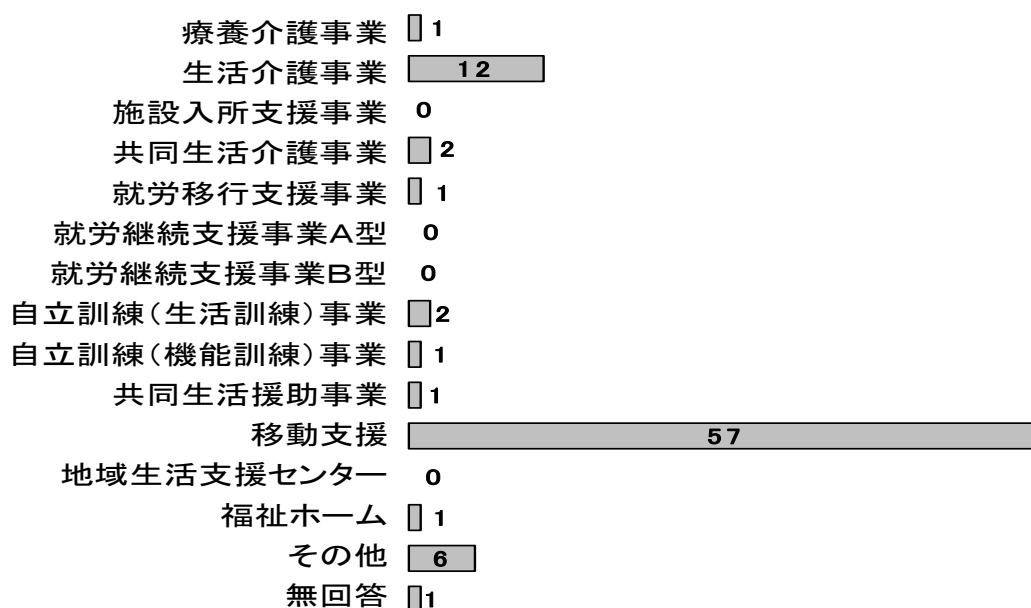 療養介護事業 1
生活介護事業 12
施設入所支援事業 0
共同生活介護事業 2
就労移行支援事業 1
就労継続支援事業A型 0
就労継続支援事業B型 0
自立訓練(生活訓練)事業 2
自立訓練(機能訓練)事業 1
共同生活援助事業 1
移動支援 57
地域生活支援センター 0
福祉ホーム 1
その他 6
無回答 1